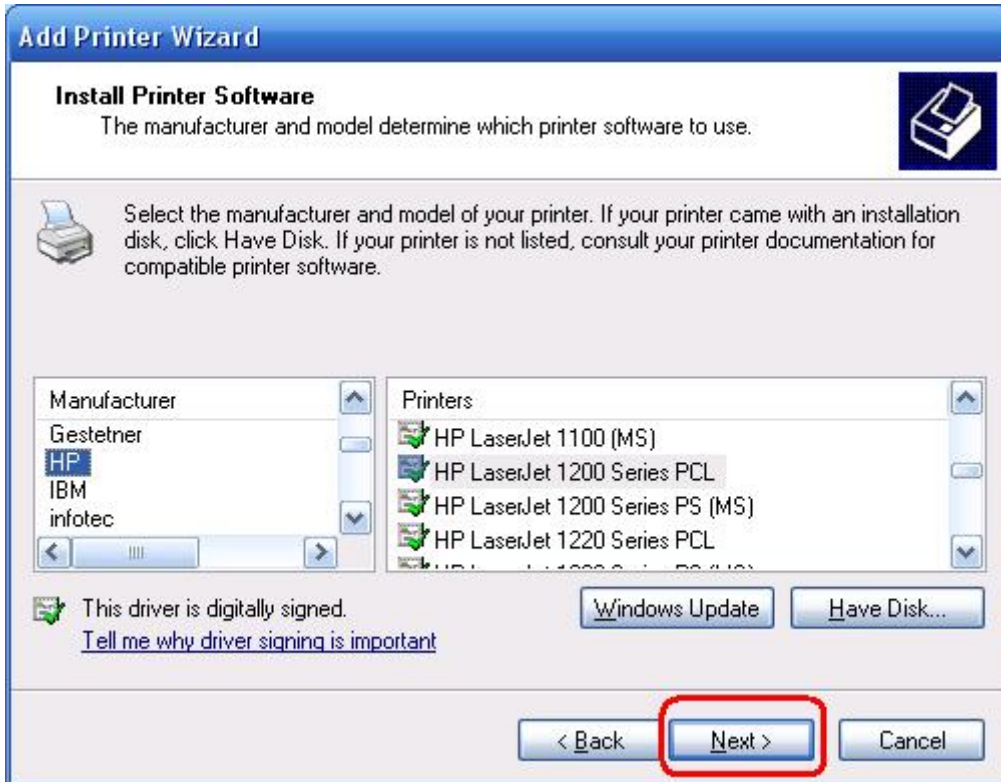 Add Printer Wizard
Install Printer Software
The manufacturer and model determine which printer software to use.
Select the manufacturer and model of your printer. If your printer came with an installation
disk, click Have Disk. If your printer is not listed, consult your printer documentation for
compatible printer software.
Manufacturer
Gestetner
HP
IBM
infotec
Printers
HP LaserJet 1100 (MS)
HP LaserJet 1200 Series PCL
HP LaserJet 1200 Series PS (MS)
HP LaserJet 1220 Series PCL
This driver is digitally signed.
Tell me why driver signing is important
Windows Update
Have Disk...
< Back
Next >
Cancel